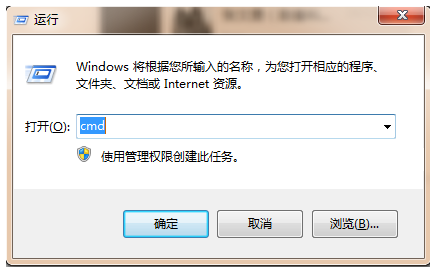 运行
Windows 将根据您所输入的名称，为您打开相应的程序、
文件夹、文档或 Internet 资源。
打开(O): cmd
使用管理权限创建此任务。
确定 取消 浏览(B)...